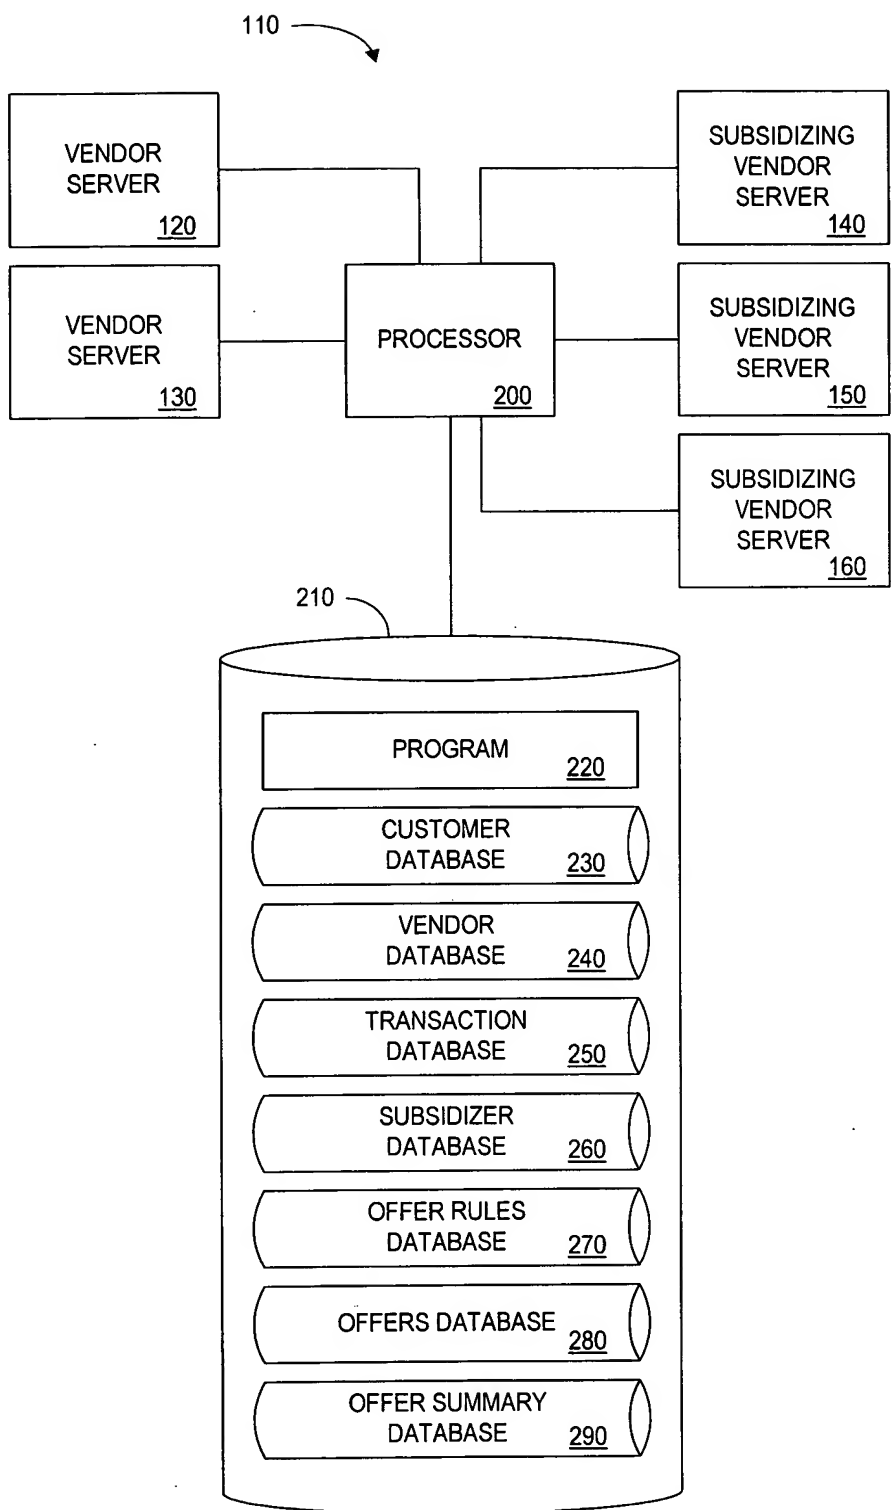 110
VENDOR
SERVER
120
SUBSIDIZING
VENDOR
SERVER
140
VENDOR
SERVER
130
PROCESSOR
200
SUBSIDIZING
VENDOR
SERVER
150
SUBSIDIZING
VENDOR
SERVER
160
210
PROGRAM
220
CUSTOMER
DATABASE
230
VENDOR
DATABASE
240
TRANSACTION
DATABASE
250
SUBSIDIZER
DATABASE
260
OFFER RULES
DATABASE
270
OFFERS DATABASE
280
OFFER SUMMARY
DATABASE
290